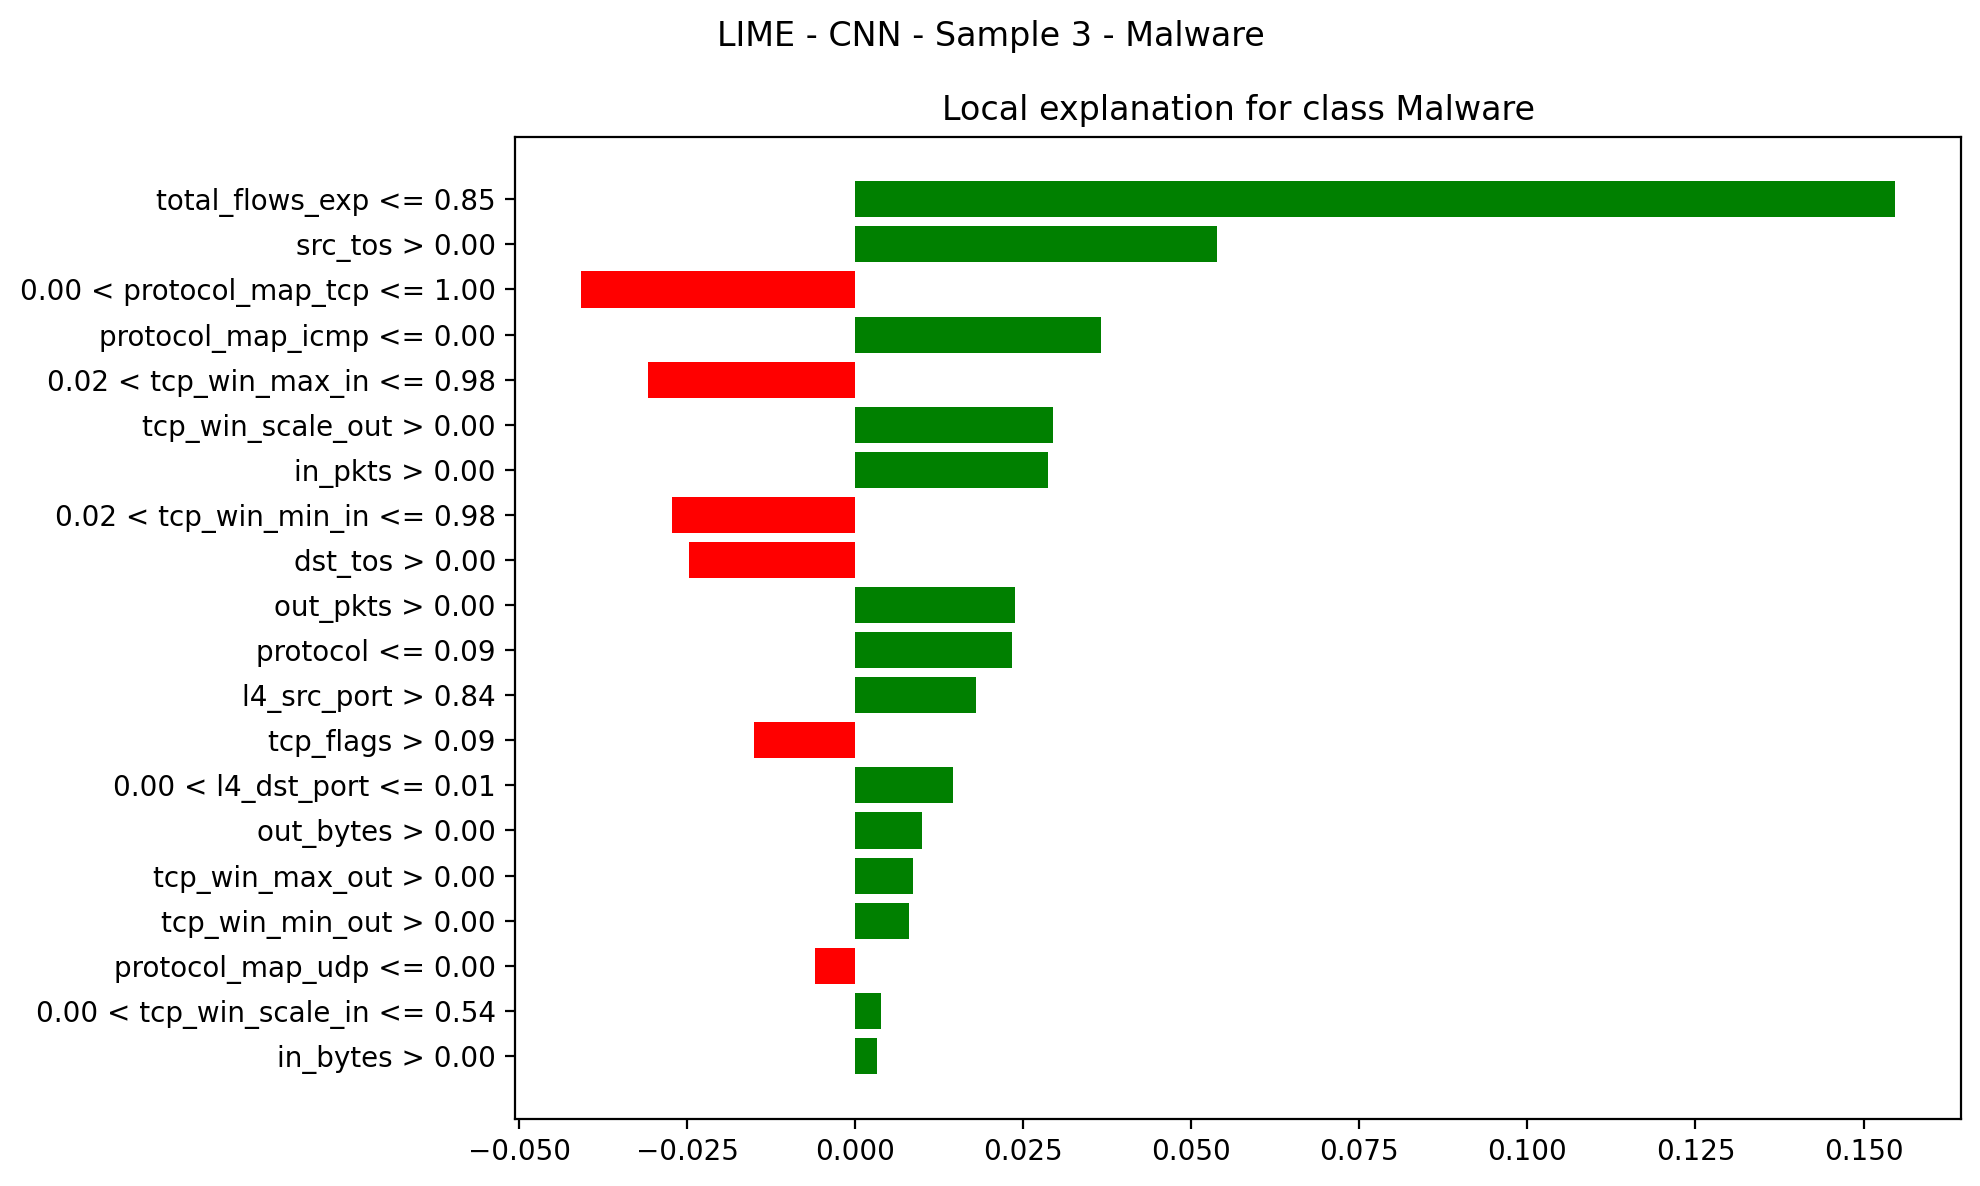 LIME - CNN - Sample 3 - Malware
Local explanation for class Malware
total_flows_exp <= 0.85
src_tos > 0.00
0.00 < protocol_map_tcp <= 1.00
protocol_map_icmp <= 0.00
0.02 < tcp_win_max_in <= 0.98
tcp_win_scale_out > 0.00
in_pkts > 0.00
0.02 < tcp_win_min_in <= 0.98
dst_tos > 0.00
out_pkts > 0.00
protocol <= 0.09
l4_src_port > 0.84
tcp_flags > 0.09
0.00 < l4_dst_port <= 0.01
out_bytes > 0.00
tcp_win_max_out > 0.00
tcp_win_min_out > 0.00
protocol_map_udp <= 0.00
0.00 < tcp_win_scale_in <= 0.54
in_bytes > 0.00
−0.050 −0.025 0.000 0.025 0.050 0.075 0.100 0.125 0.150